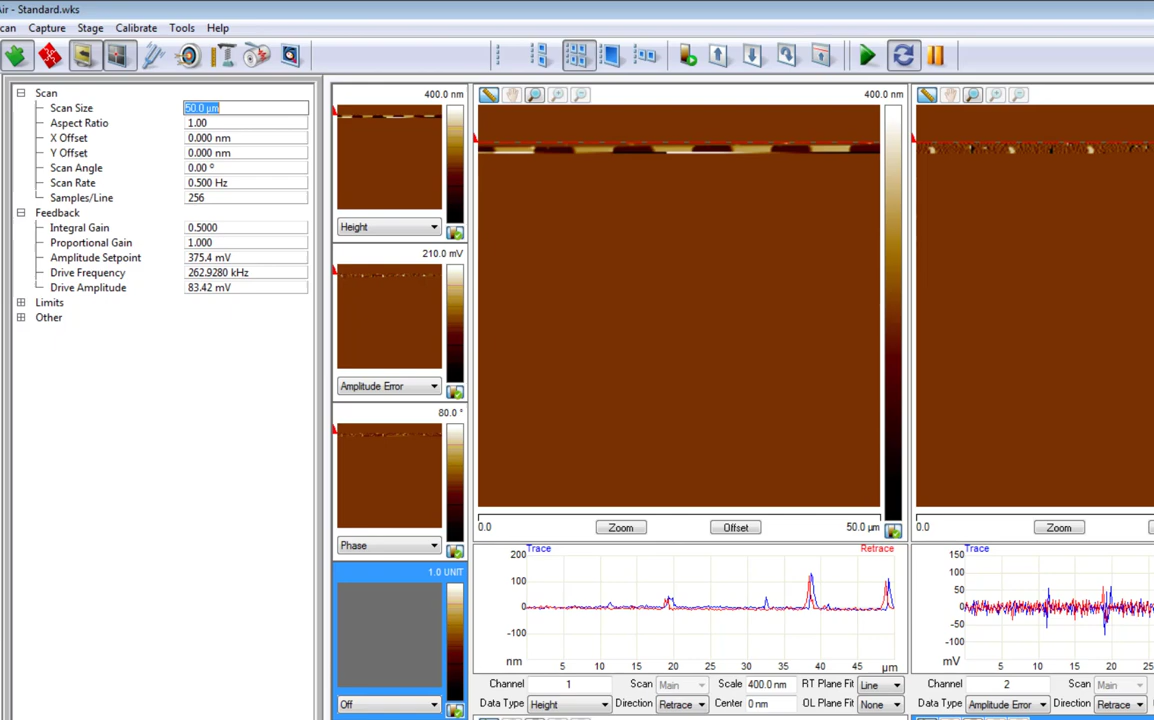 Air - Standard.wks
can Capture Stage Calibrate Tools Help
Scan
Scan Size 50.0 µm
Aspect Ratio 1.00
X Offset 0.000 nm
Y Offset 0.000 nm
Scan Angle 0.00 º
Scan Rate 0.500 Hz
Samples/Line 256
Feedback
Integral Gain 0.5000
Proportional Gain 1.000
Amplitude Setpoint 375.4 mV
Drive Frequency 262.9280 kHz
Drive Amplitude 83.42 mV
Limits
Other
400.0 nm
Height
210.0 mV
Amplitude Error
80.0 °
Phase
1.0 UNIT
Off
400.0 nm
0.0 Zoom Offset 50.0 µm
Trace Retrace
200
100
0
-100
nm 5 10 15 20 25 30 35 40 45 µm
Channel 1 Scan Main Scale 400.0 nm RT Plane Fit Line
Data Type Height Direction Retrace Center 0 nm OL Plane Fit None
0.0 Zoom
Trace
150
100
50
0
-50
-100
mV 5 10 15 20 25
Channel 2 Scan Main
Data Type Amplitude Error Direction Retrace